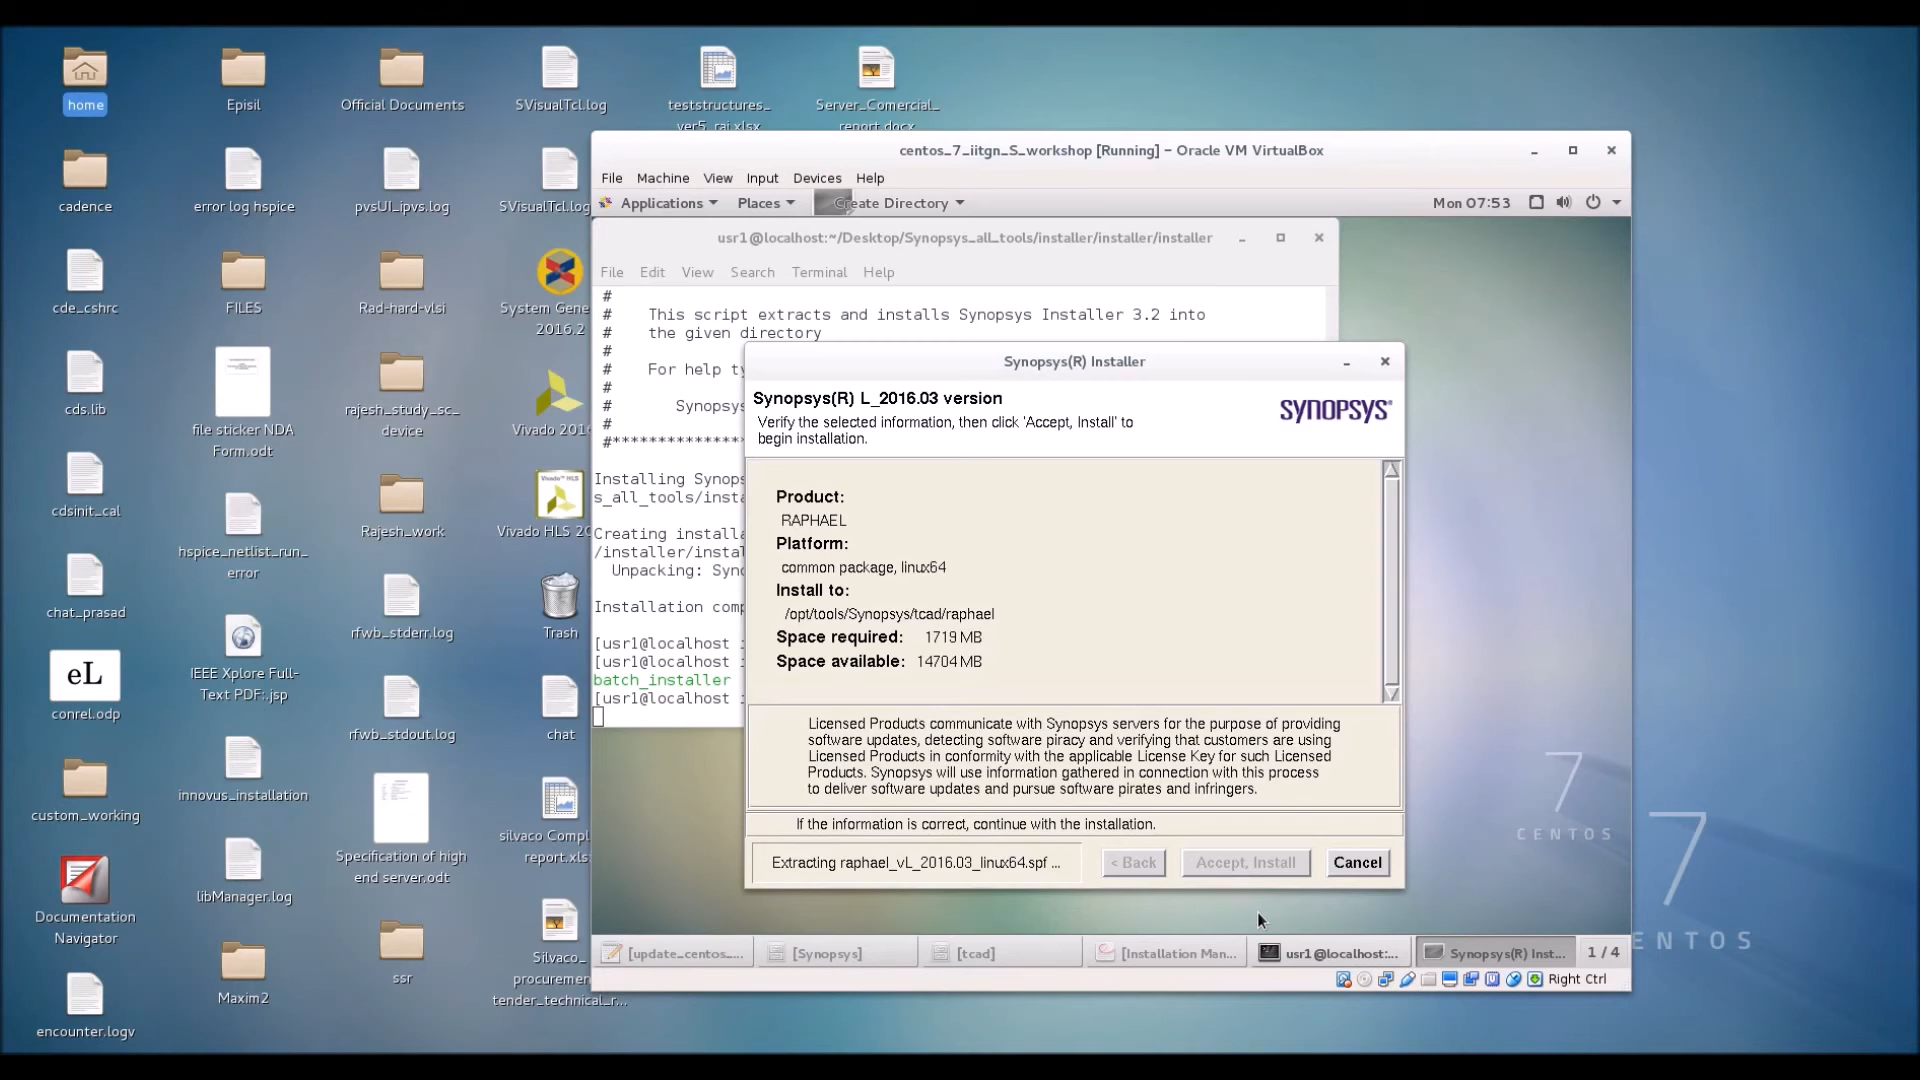 home
Episil
Official Documents
SVisualTcl.log
teststructures_
ver5_raj.xlsx
Server_Comercial_
report.docx
cadence
error log hspice
pvsUI_ipvs.log
SVisualTcl.log
cde_cshrc
FILES
Rad-hard-vlsi
System Gene
2016.2
cds.lib
file sticker NDA
Form.odt
rajesh_study_sc_
device
Vivado 201
cdsinit_cal
hspice_netlist_run_
error
Rajesh_work
Vivado HLS
Vivado HLS 20
chat_prasad
IEEE Xplore Full-
Text PDF:.jsp
rfwb_stderr.log
Trash
eL
conrel.odp
innovus_installation
rfwb_stdout.log
chat
custom_working
libManager.log
Specification of high
end server.odt
silvaco Compl
report.xls
Documentation
Navigator
Maxim2
ssr
Silvaco_
procuremen
tender_technical_r...
encounter.logv
centos_7_iitgn_S_workshop [Running] – Oracle VM VirtualBox
File Machine View Input Devices Help
Applications Places Create Directory Mon 07:53
usr1@localhost:~/Desktop/Synopsys_all_tools/installer/installer/installer
File Edit View Search Terminal Help
#
# This script extracts and installs Synopsys Installer 3.2 into
# the given directory
#
# For help ty
#
# Synopsys
#
#**************
Installing Synops
s_all_tools/insta
Creating installa
/installer/instal
Unpacking: Syno
Installation comp
[usr1@localhost i
[usr1@localhost i
batch_installer
[usr1@localhost i
Synopsys(R) Installer
Synopsys(R) L_2016.03 version
Verify the selected information, then click 'Accept, Install' to
begin installation.
SYNOPSYS
Product:
RAPHAEL
Platform:
common package, linux64
Install to:
/opt/tools/Synopsys/tcad/raphael
Space required: 1719 MB
Space available: 14704 MB
Licensed Products communicate with Synopsys servers for the purpose of providing
software updates, detecting software piracy and verifying that customers are using
Licensed Products in conformity with the applicable License Key for such Licensed
Products. Synopsys will use information gathered in connection with this process
to deliver software updates and pursue software pirates and infringers.
If the information is correct, continue with the installation.
Extracting raphael_vL_2016.03_linux64.spf ...
< Back
Accept, Install
Cancel
7
CENTOS
7
ENTOS
[update_centos_...
[Synopsys]
[tcad]
[Installation Man...
usr1@localhost:...
Synopsys(R) Inst...
1 / 4
Right Ctrl